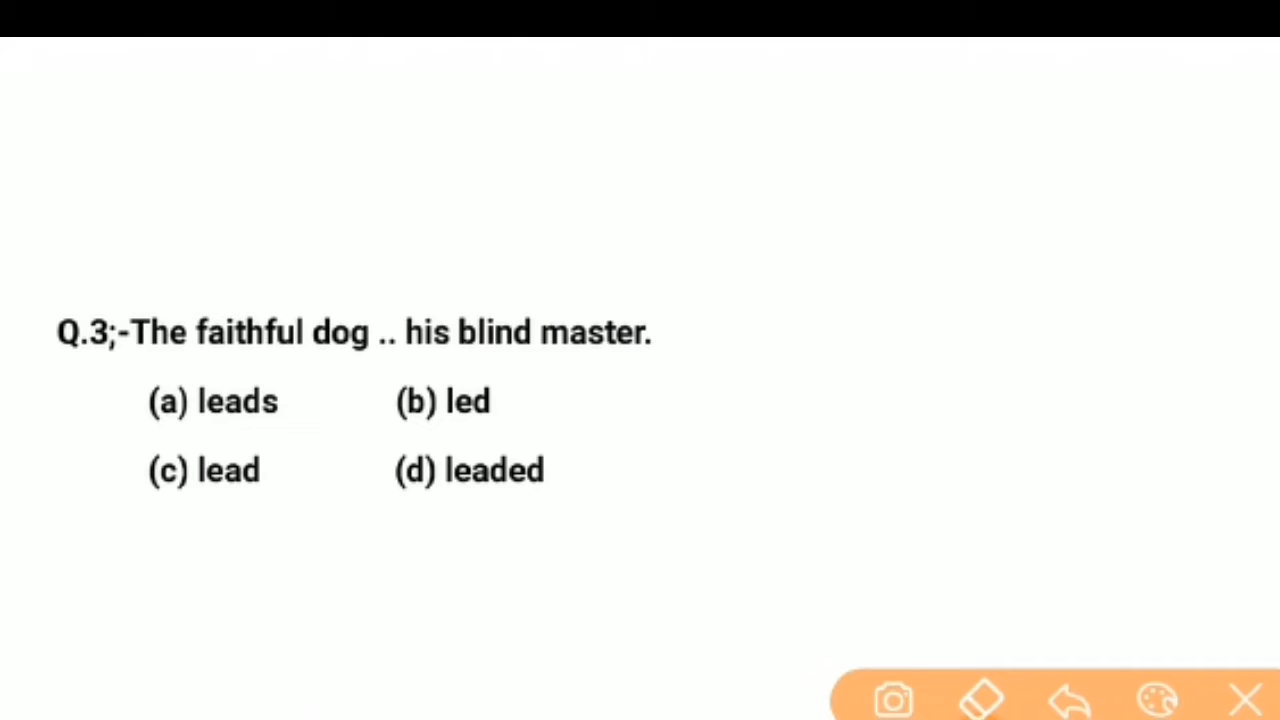 Q.3;-The faithful dog .. his blind master.
(a) leads (b) led
(c) lead (d) leaded